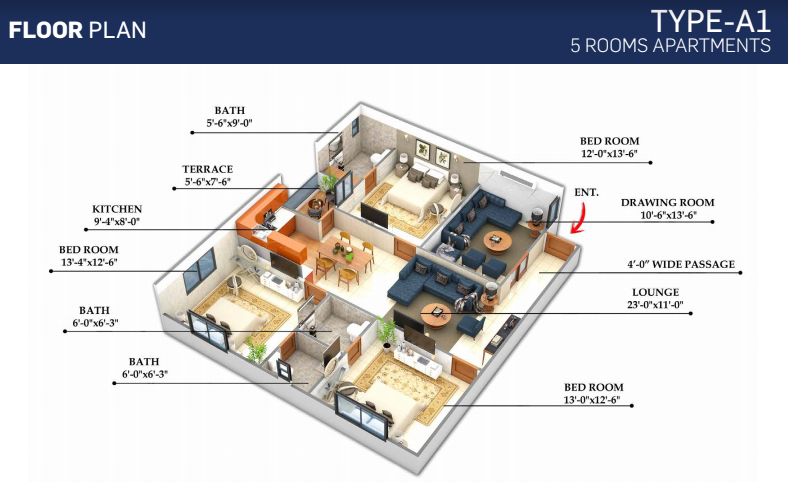 FLOOR PLAN
TYPE-A1
5 ROOMS APARTMENTS
BATH
5'-6"x9'-0"
TERRACE
5'-6"x7'-6"
KITCHEN
9'-4"x8'-0"
BED ROOM
13'-4"x12'-6"
BATH
6'-0"x6'-3"
BATH
6'-0"x6'-3"
BED ROOM
12'-0"x13'-6"
ENT.
DRAWING ROOM
10'-6"x13'-6"
4'-0" WIDE PASSAGE
LOUNGE
23'-0"x11'-0"
BED ROOM
13'-0"x12'-6"